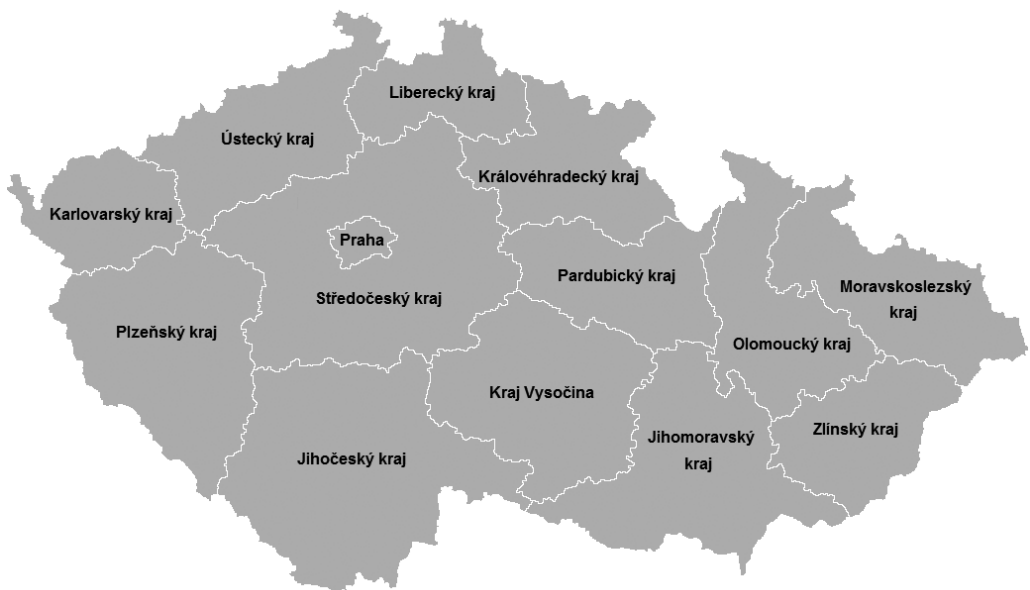 Liberecký kraj
Ústecký kraj
Královéhradecký kraj
Karlovarský kraj
Praha
Pardubický kraj
Středočeský kraj
Moravskoslezský
kraj
Plzeňský kraj
Olomoucký kraj
Kraj Vysočina
Zlínský kraj
Jihomoravský
kraj
Jihočeský kraj